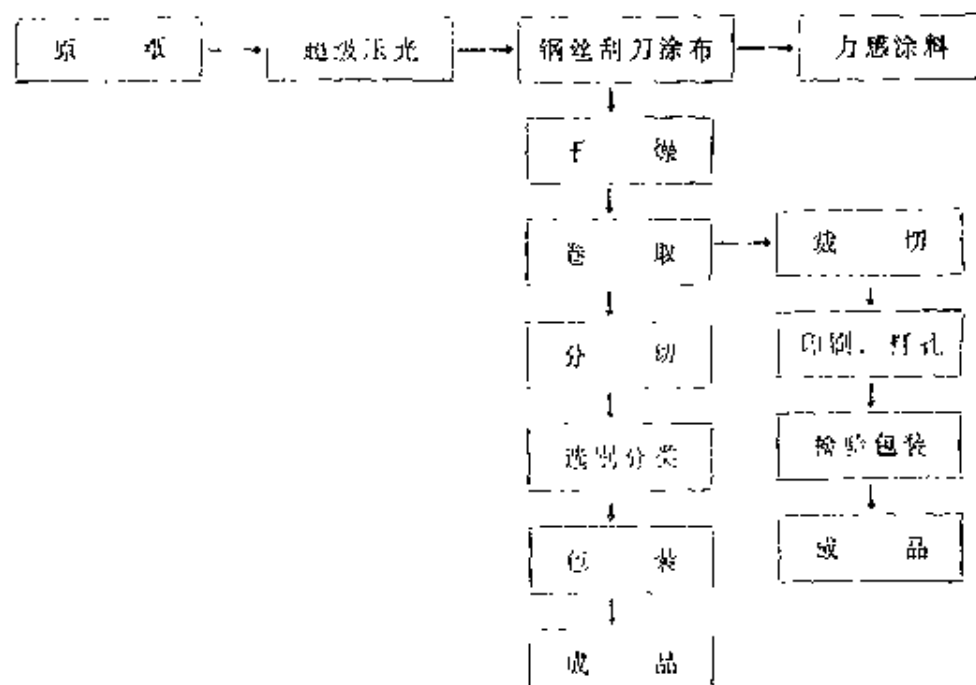 原 纸
超级压光
钢丝刮刀涂布
力感涂料
干 燥
卷 取
裁 切
分 切
印刷、打孔
选别分类
检验包装
包 装
成 品
成 品